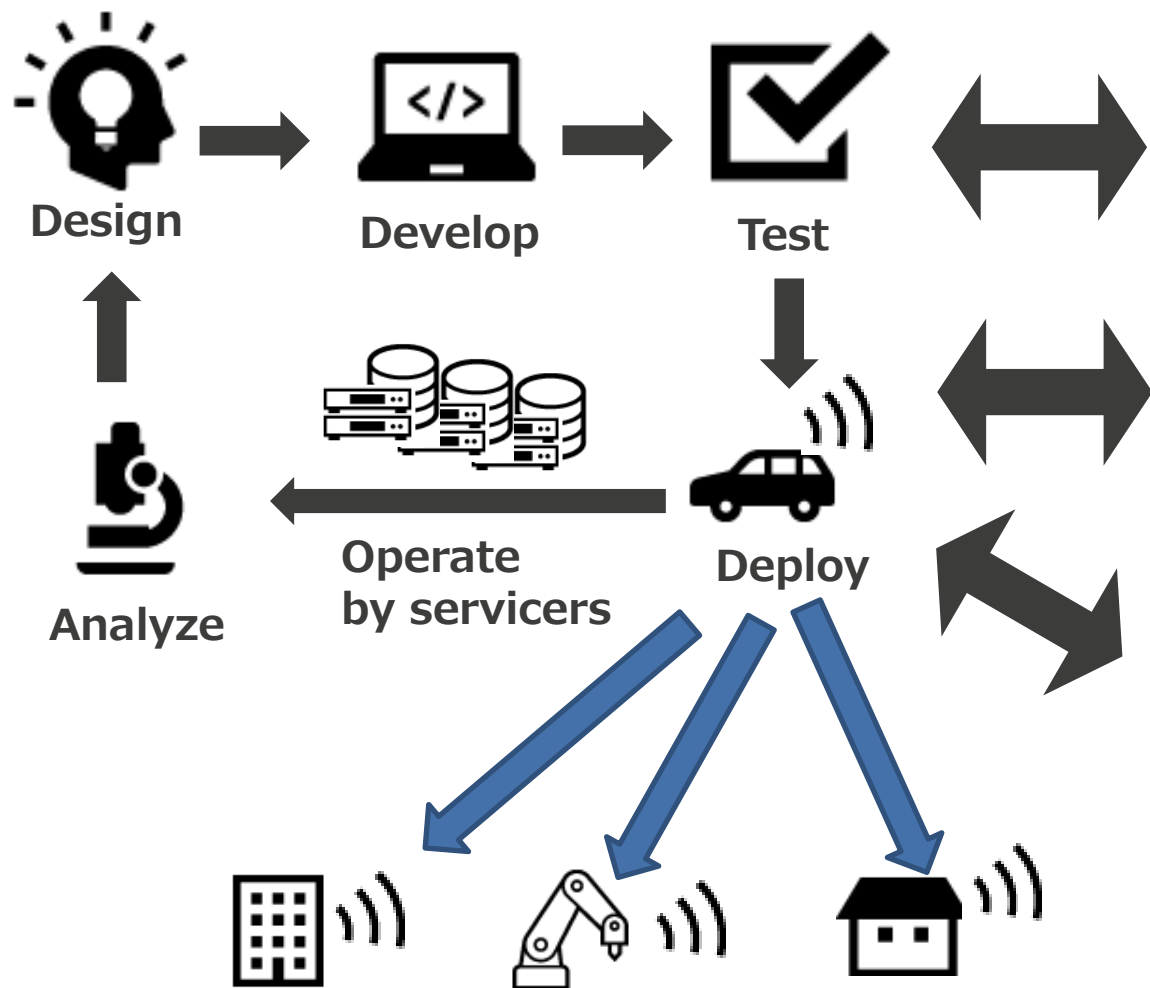 </>
Design
Develop
Test
Operate
by servicers
Deploy
Analyze